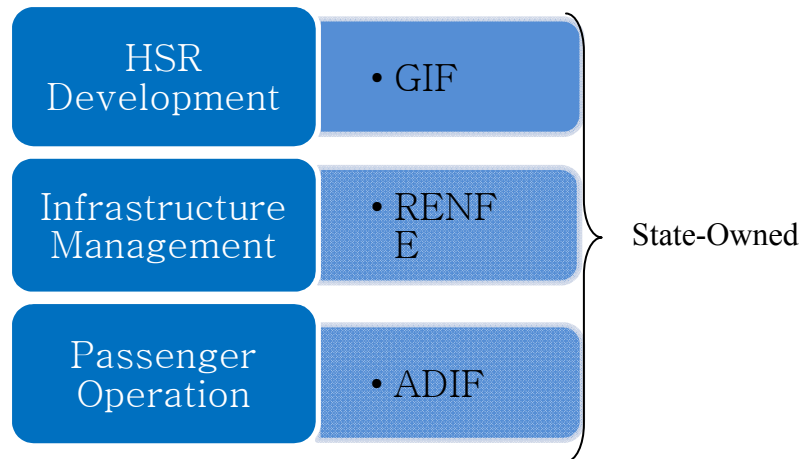 HSR
Development
• GIF
Infrastructure
Management
• RENF
E
State-Owned
Passenger
Operation
• ADIF